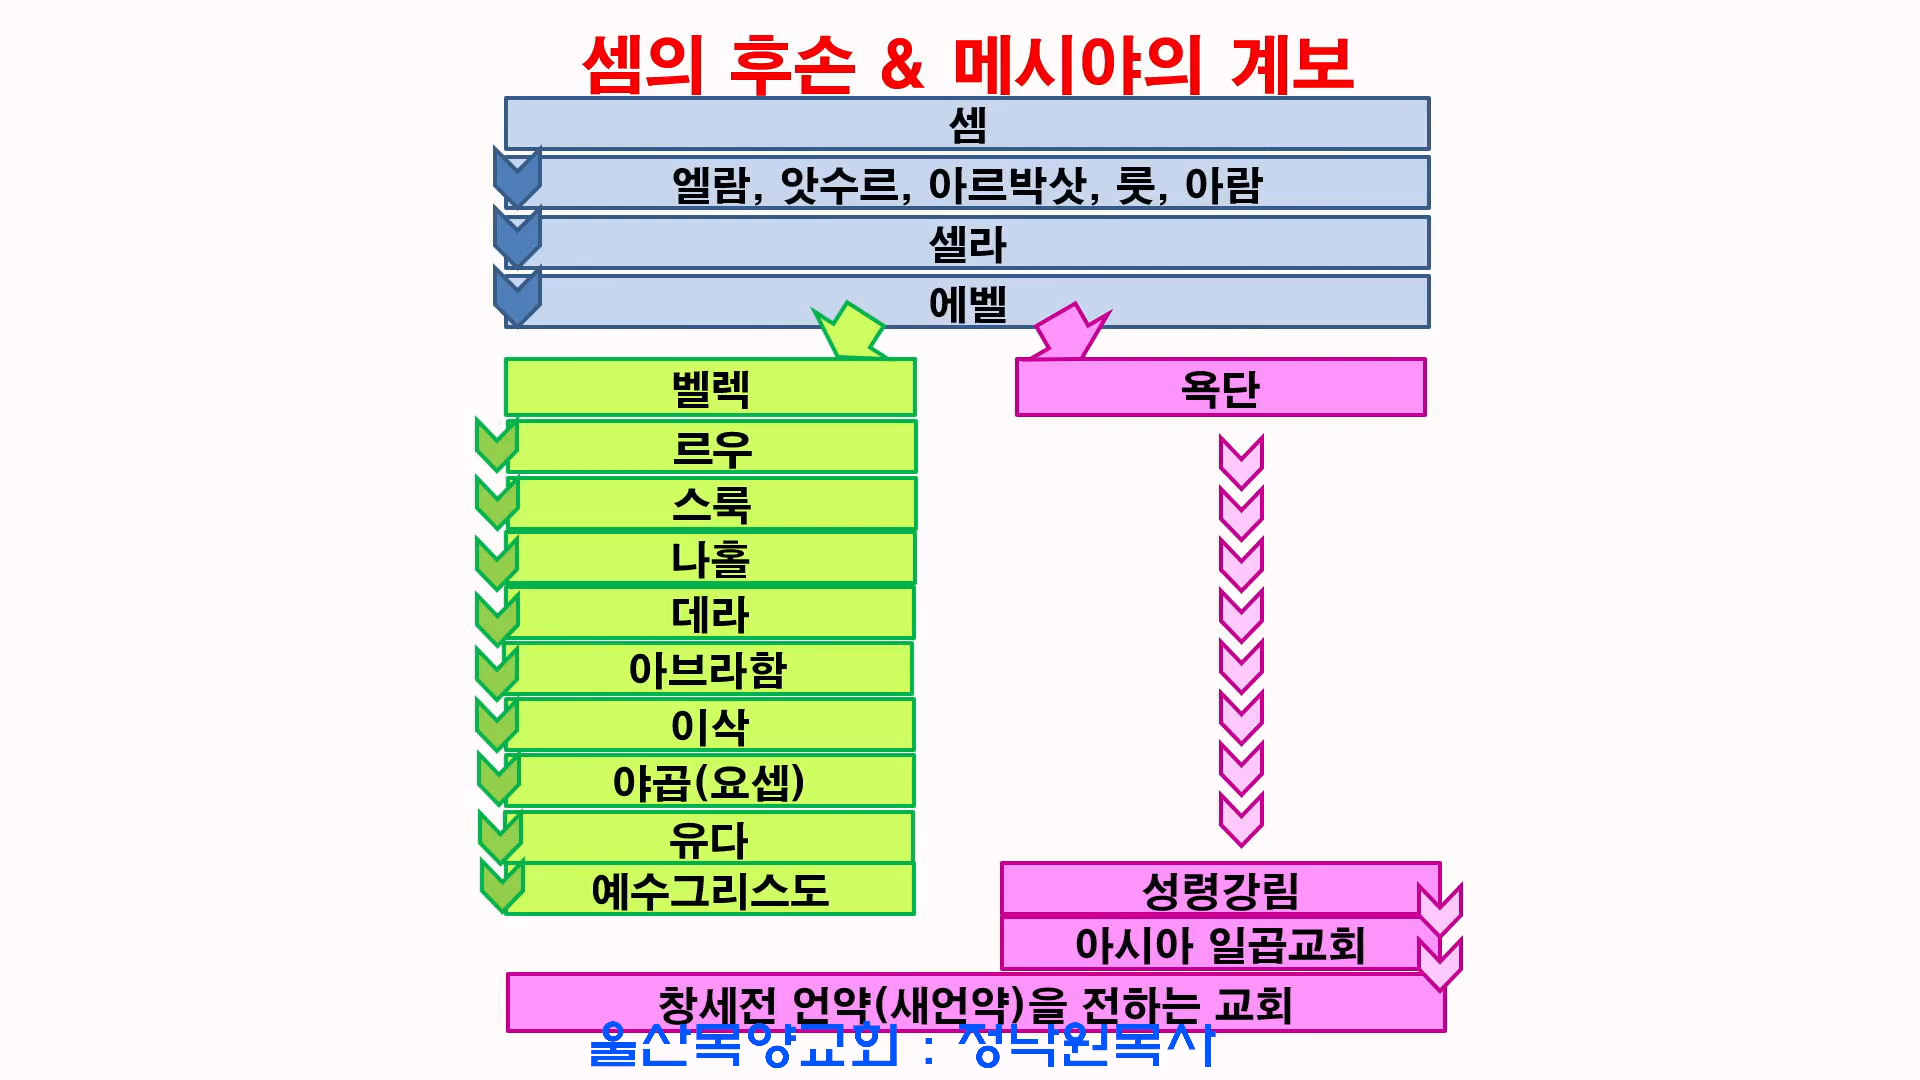 셈의 후손 & 메시야의 계보
셈
엘람, 앗수르, 아르박삿, 룻, 아람
셀라
에벨
벨렉
욕단
르우
스룩
나홀
데라
아브라함
이삭
야곱(요셉)
유다
예수그리스도
성령강림
아시아 일곱교회
창세전 언약(새언약)을 전하는 교회
울산목양교회 : 정낙원목사